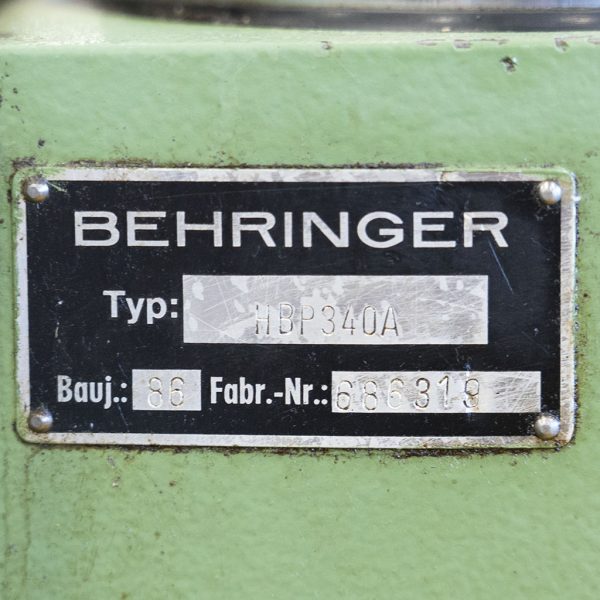 BEHRINGER
Typ: HBP340A
Bauj.: 86 Fabr.-Nr.: 686319